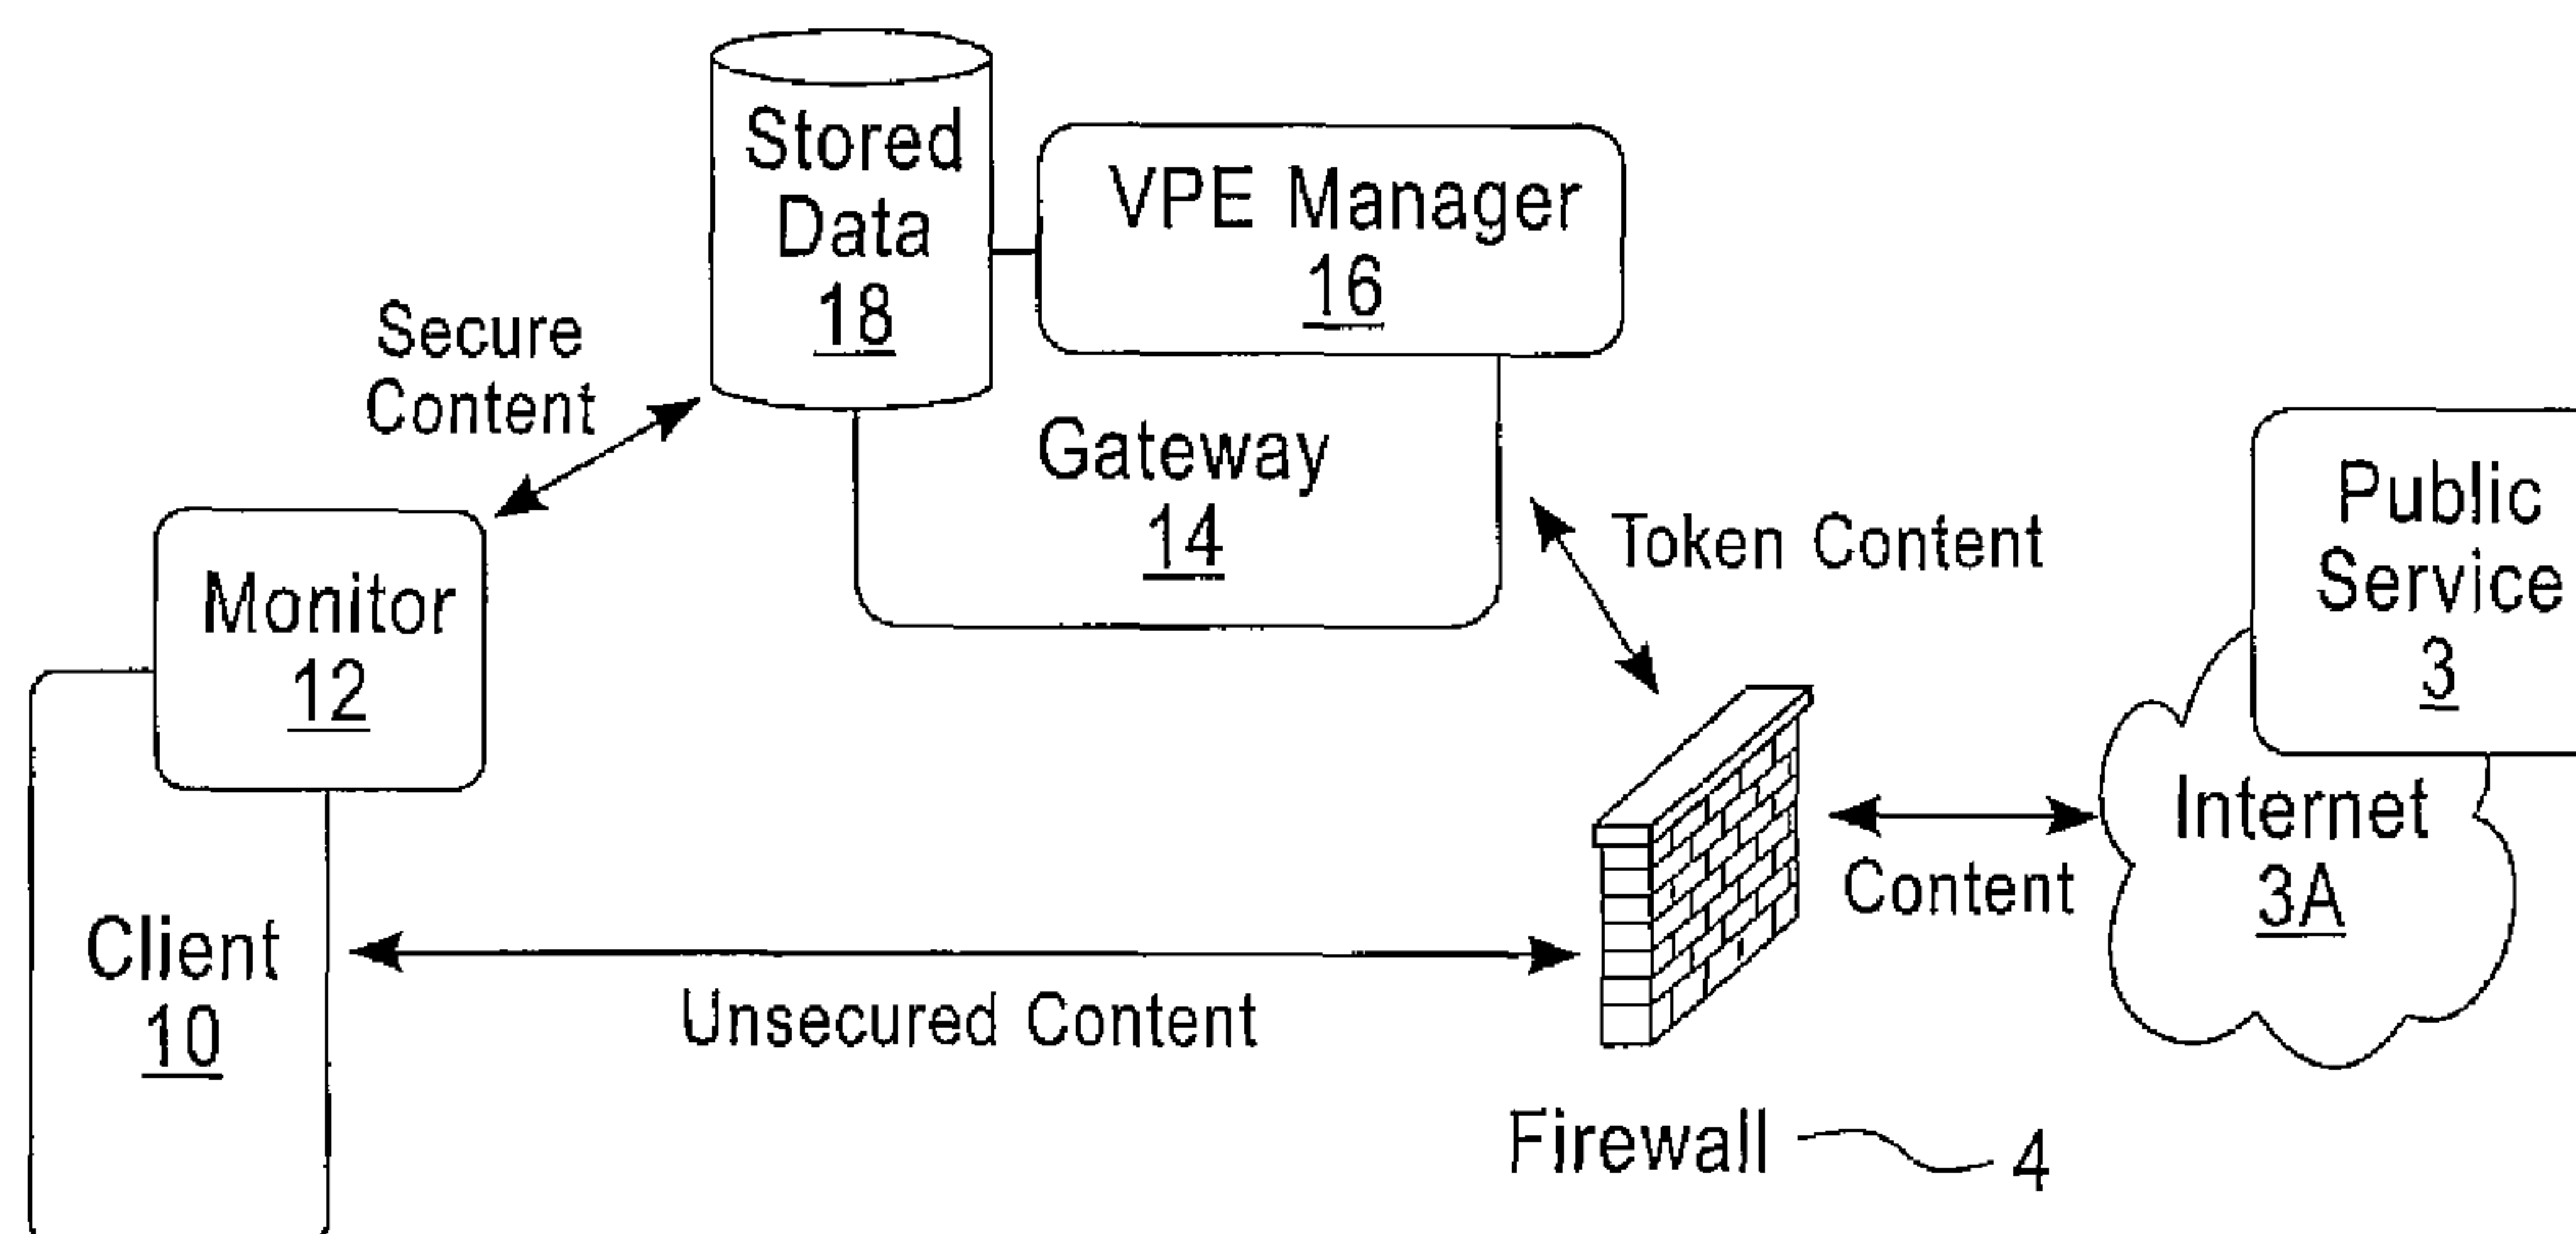 Stored
Data
18
VPE Manager
16
Secure
Content
Gateway
14
Token Content
Public
Service
3
Monitor
12
Internet
3A
Content
Client
10
Unsecured Content
Firewall 4